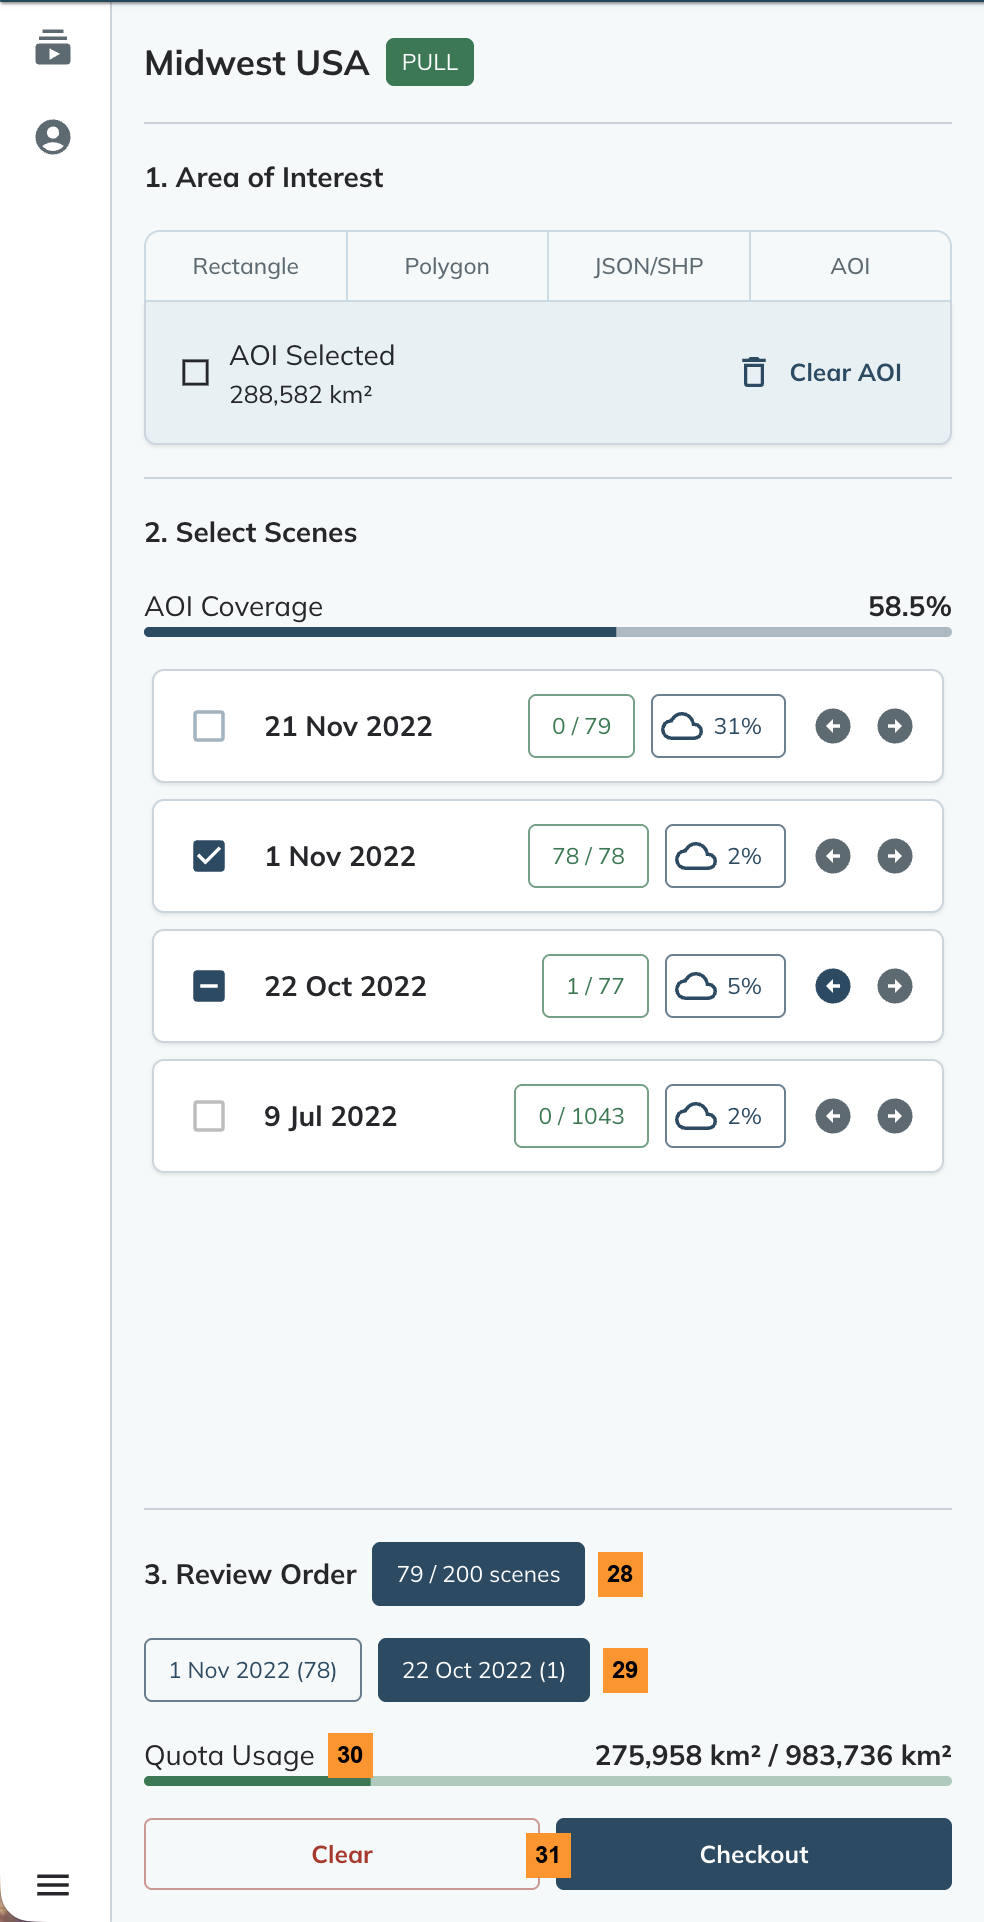 Midwest USA PULL
1. Area of Interest
Rectangle Polygon JSON/SHP AOI
AOI Selected
288,582 km²
Clear AOI
2. Select Scenes
AOI Coverage 58.5%
21 Nov 2022 0 / 79 31%
1 Nov 2022 78 / 78 2%
22 Oct 2022 1 / 77 5%
9 Jul 2022 0 / 1043 2%
3. Review Order 79 / 200 scenes 28
1 Nov 2022 (78) 22 Oct 2022 (1) 29
Quota Usage 30 275,958 km² / 983,736 km²
Clear 31 Checkout